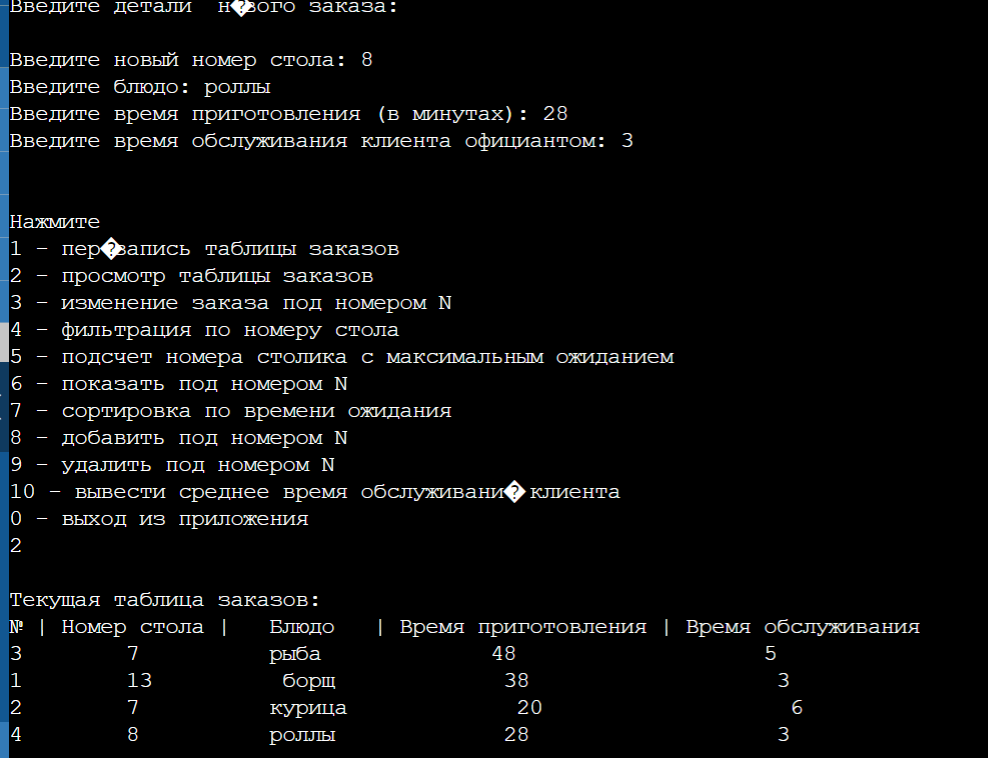 Введите детали н�вого заказа:
Введите новый номер стола: 8
Введите блюдо: роллы
Введите время приготовления (в минутах): 28
Введите время обслуживания клиента официантом: 3
Нажмите
1 - пер�запись таблицы заказов
2 - просмотр таблицы заказов
3 - изменение заказа под номером N
4 - фильтрация по номеру стола
5 - подсчет номера столика с максимальным ожиданием
6 - показать под номером N
7 - сортировка по времени ожидания
8 - добавить под номером N
9 - удалить под номером N
10 - вывести среднее время обслуживани� клиента
0 - выход из приложения
2
Текущая таблица заказов:
№ | Номер стола | Блюдо | Время приготовления | Время обслуживания
3 7 рыба 48 5
1 13 борщ 38 3
2 7 курица 20 6
4 8 роллы 28 3